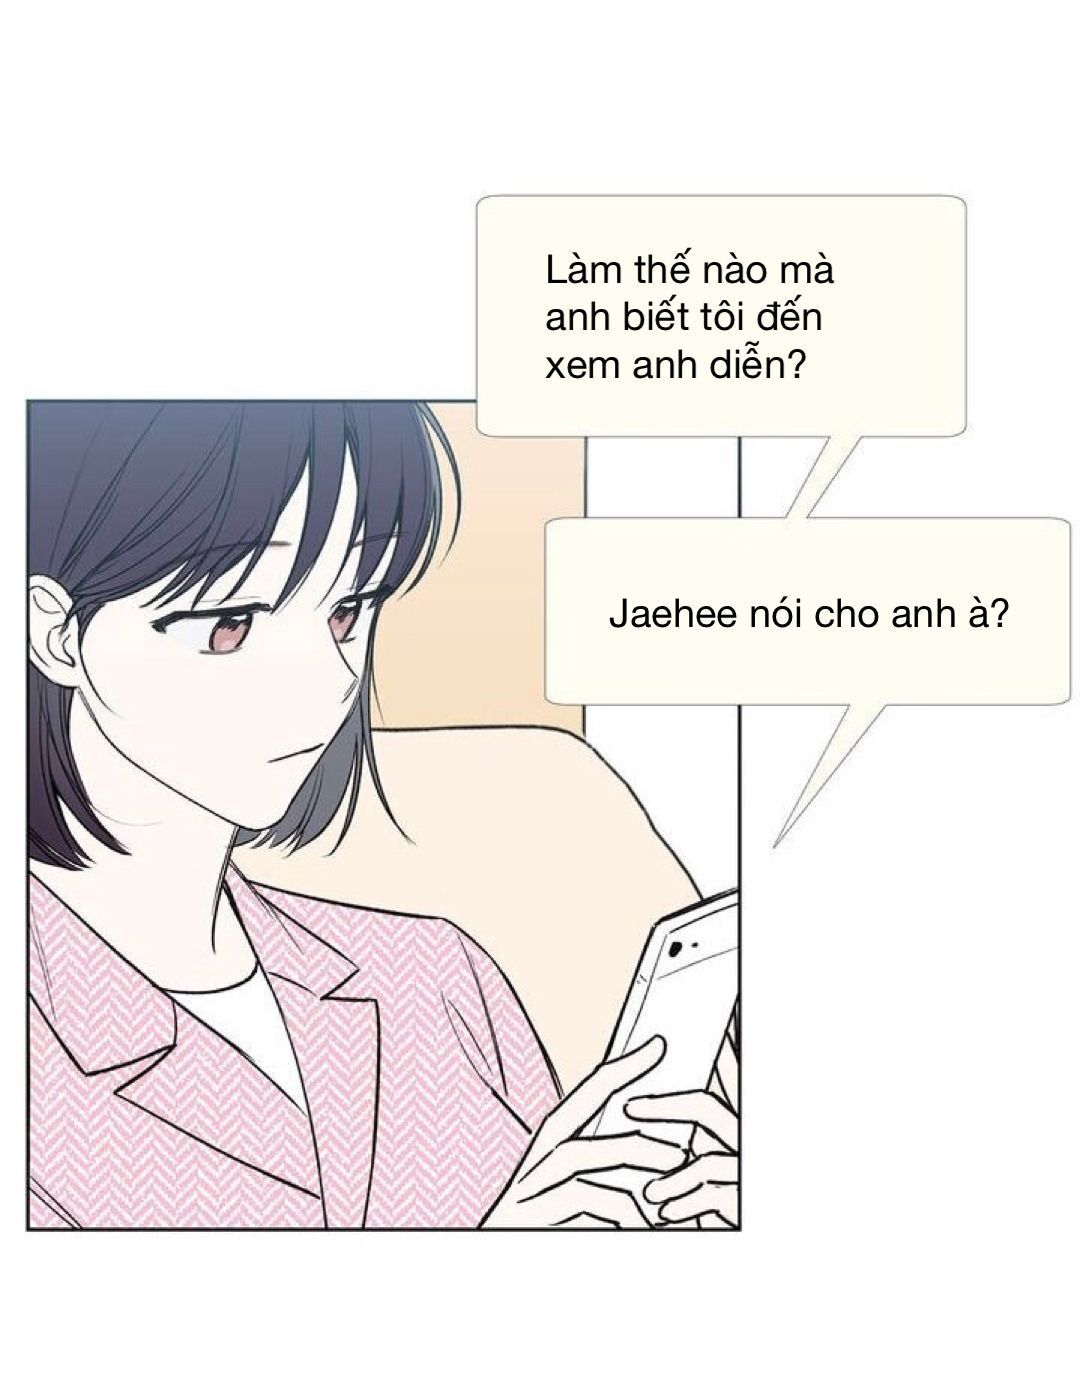 Làm thế nào mà
anh biết tôi đến
xem anh diễn?
Jaehee nói cho anh à?